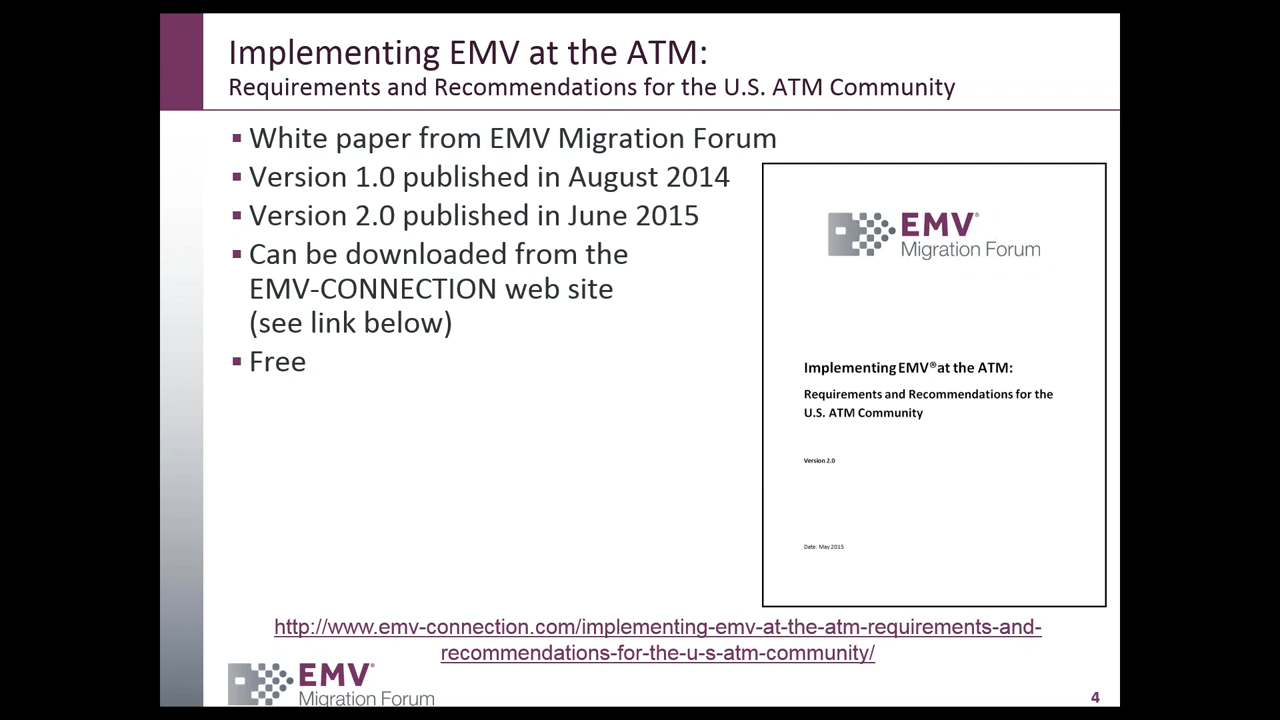 Implementing EMV at the ATM:
Requirements and Recommendations for the U.S. ATM Community
▪ White paper from EMV Migration Forum
▪ Version 1.0 published in August 2014
▪ Version 2.0 published in June 2015
▪ Can be downloaded from the
EMV-CONNECTION web site
(see link below)
▪ Free
EMV®
Migration Forum
Implementing EMV® at the ATM:
Requirements and Recommendations for the
U.S. ATM Community
Version 2.0
Date: May 2015
http://www.emv-connection.com/implementing-emv-at-the-atm-requirements-and-
recommendations-for-the-u-s-atm-community/
EMV®
Migration Forum
4